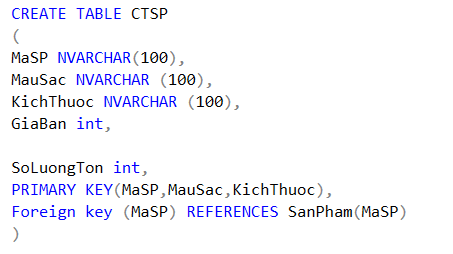 CREATE TABLE CTSP
(
MaSP NVARCHAR(100),
MauSac NVARCHAR (100),
KichThuoc NVARCHAR (100),
GiaBan int,
SoLuongTon int,
PRIMARY KEY(MaSP,MauSac,KichThuoc),
Foreign key (MaSP) REFERENCES SanPham(MaSP)
)